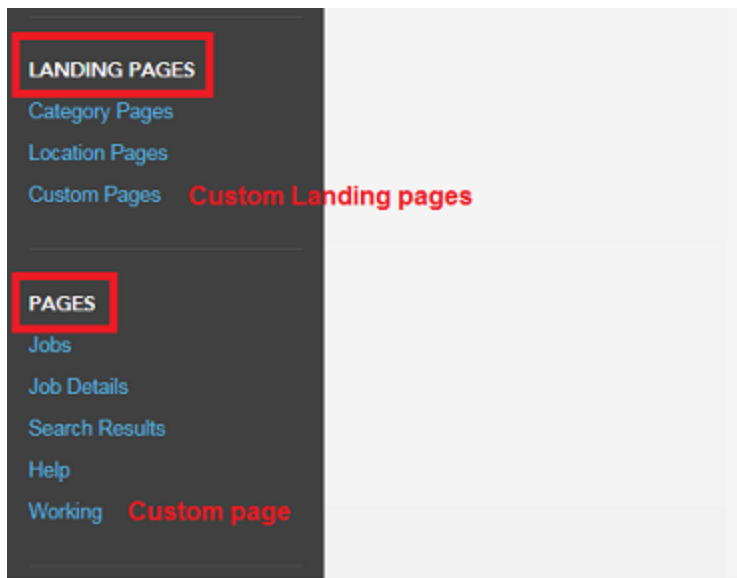 LANDING PAGES
Category Pages
Location Pages
Custom Pages Custom Landing pages
PAGES
Jobs
Job Details
Search Results
Help
Working Custom page